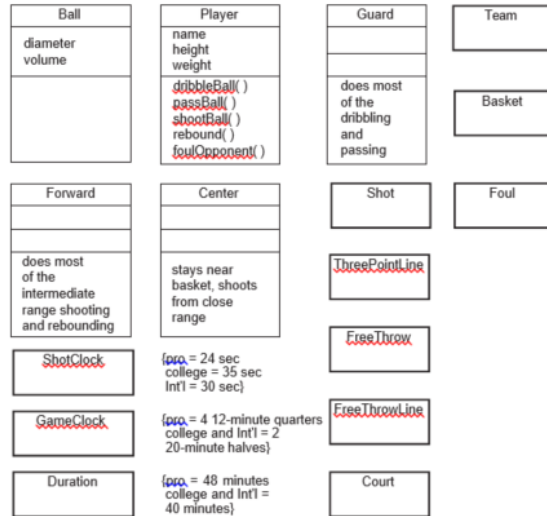 Ball
diameter
volume
Player
name
height
weight
dribbleBall( )
passBall( )
shootBall( )
rebound( )
foulOpponent( )
Guard
does most
of the
dribbling
and
passing
Team
Basket
Forward
does most
of the
intermediate
range shooting
and rebounding
Center
stays near
basket, shoots
from close
range
Shot
Foul
ThreePointLine
FreeThrow
FreeThrowLine
Court
ShotClock
{pro = 24 sec
college = 35 sec
Int'l = 30 sec}
GameClock
{pro = 4 12-minute quarters
college and Int'l = 2
20-minute halves}
Duration
{pro = 48 minutes
college and Int'l =
40 minutes}